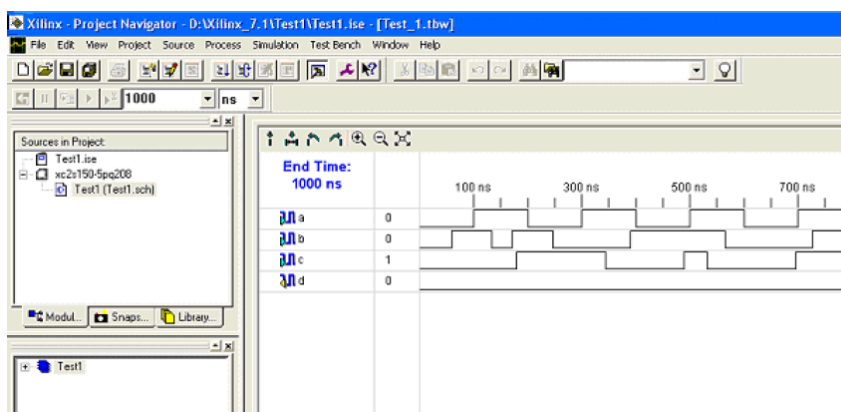 Xilinx - Project Navigator - D:\Xilinx_7.1\Test1\Test1.ise - [Test_1.tbw]
File Edit View Project Source Process Simulation Test Bench Window Help
1000 ns
Sources in Project:
Test1.ise
xc2s150-5pq208
Test1 (Test1.sch)
Modul... Snaps... Library...
Test1
End Time:
1000 ns
100 ns 300 ns 500 ns 700 ns
a 0
b 0
c 1
d 0